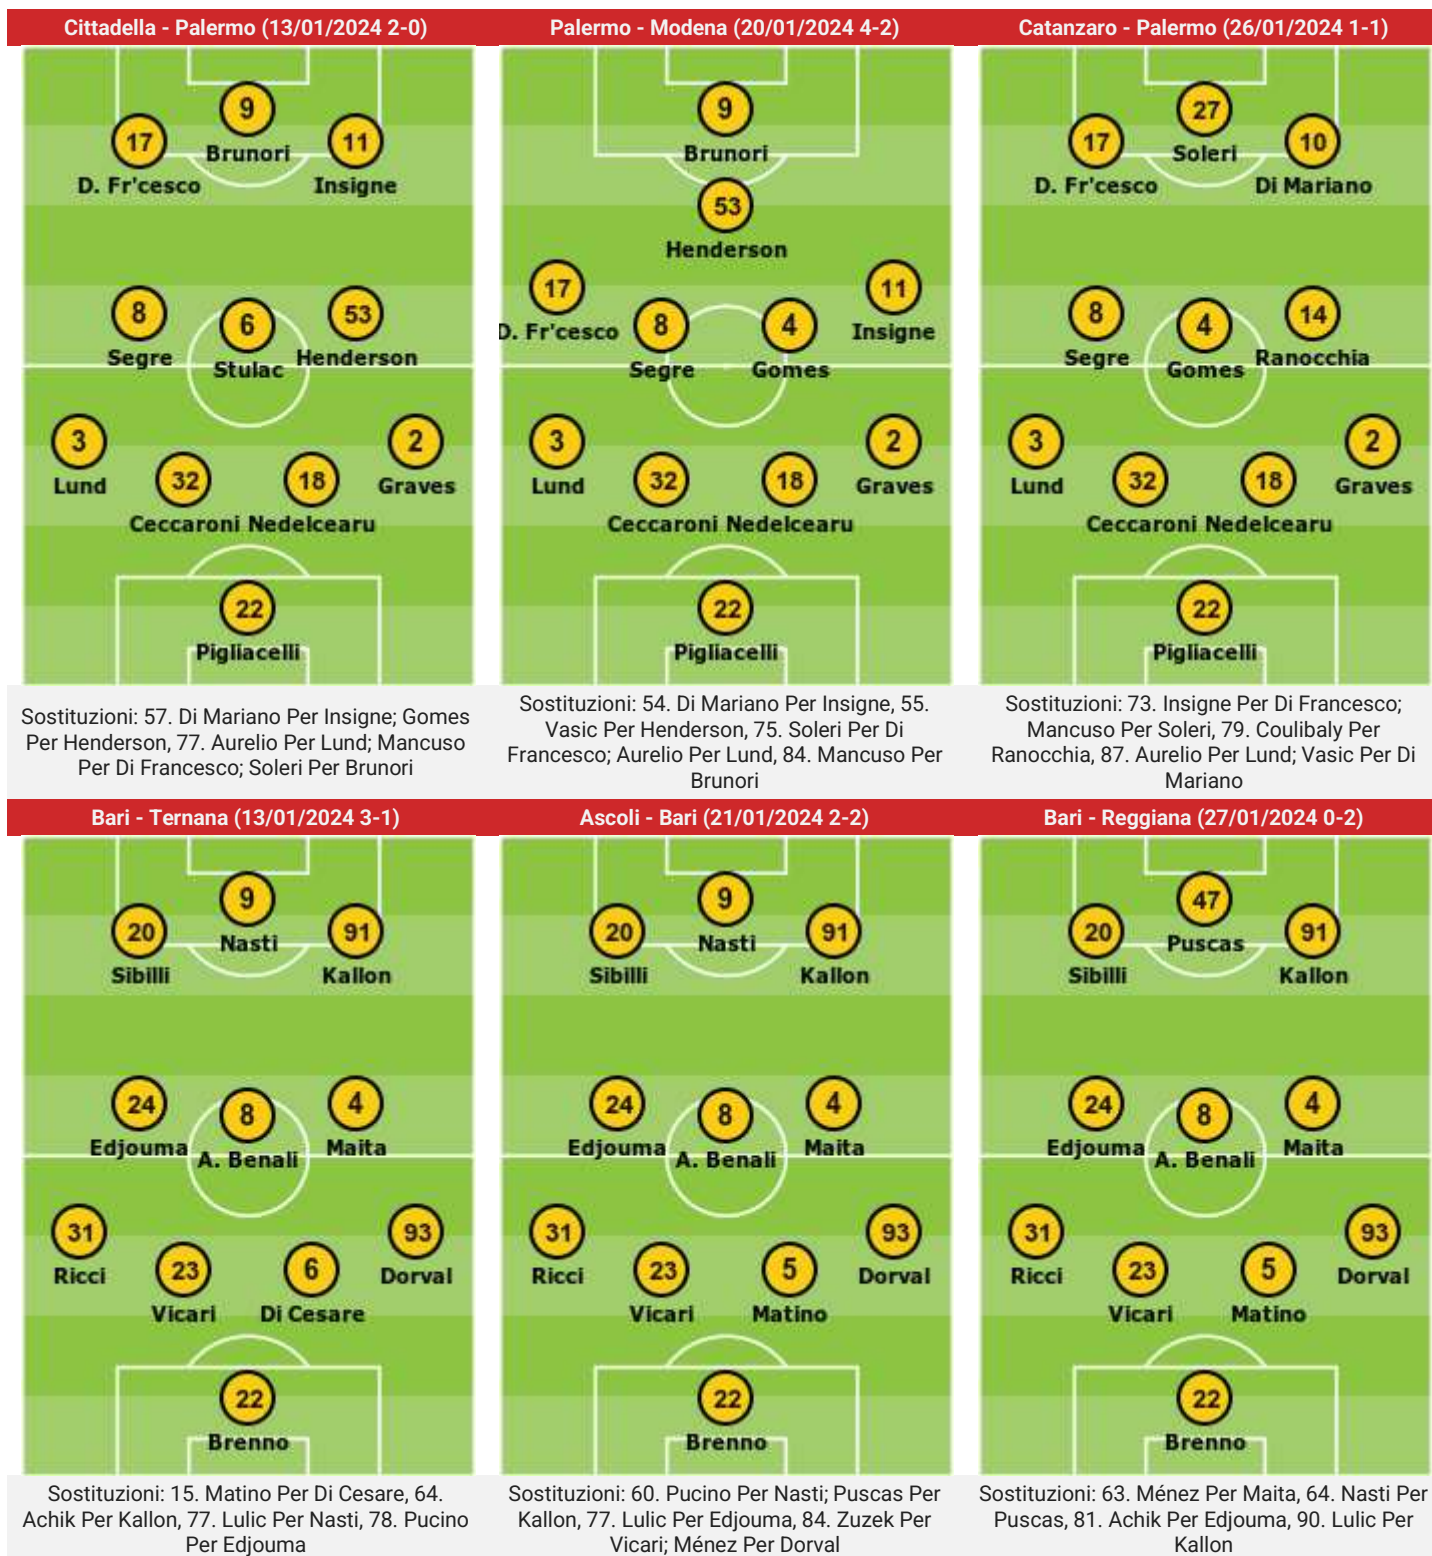 Cittadella - Palermo (13/01/2024 2-0)
9
Brunori
17
D. Fr'cesco
11
Insigne
8
Segre
6
Stulac
53
Henderson
3
Lund
32
Ceccaroni
18
Nedelcearu
2
Graves
22
Pigliacelli
Sostituzioni: 57. Di Mariano Per Insigne; Gomes
Per Henderson, 77. Aurelio Per Lund; Mancuso
Per Di Francesco; Soleri Per Brunori
Palermo - Modena (20/01/2024 4-2)
9
Brunori
53
Henderson
17
D. Fr'cesco
8
Segre
4
Gomes
11
Insigne
3
Lund
32
Ceccaroni
18
Nedelcearu
2
Graves
22
Pigliacelli
Sostituzioni: 54. Di Mariano Per Insigne, 55.
Vasic Per Henderson, 75. Soleri Per Di
Francesco; Aurelio Per Lund, 84. Mancuso Per
Brunori
Catanzaro - Palermo (26/01/2024 1-1)
27
Soleri
17
D. Fr'cesco
10
Di Mariano
8
Segre
4
Gomes
14
Ranocchia
3
Lund
32
Ceccaroni
18
Nedelcearu
2
Graves
22
Pigliacelli
Sostituzioni: 73. Insigne Per Di Francesco;
Mancuso Per Soleri, 79. Coulibaly Per
Ranocchia, 87. Aurelio Per Lund; Vasic Per Di
Mariano
Bari - Ternana (13/01/2024 3-1)
9
Nasti
20
Sibilli
91
Kallon
24
Edjouma
8
A. Benali
4
Maita
31
Ricci
23
Vicari
6
Di Cesare
93
Dorval
22
Brenno
Sostituzioni: 15. Matino Per Di Cesare, 64.
Achik Per Kallon, 77. Lulic Per Nasti, 78. Pucino
Per Edjouma
Ascoli - Bari (21/01/2024 2-2)
9
Nasti
20
Sibilli
91
Kallon
24
Edjouma
8
A. Benali
4
Maita
31
Ricci
23
Vicari
5
Matino
93
Dorval
22
Brenno
Sostituzioni: 60. Pucino Per Nasti; Puscas Per
Kallon, 77. Lulic Per Edjouma, 84. Zuzek Per
Vicari; Ménez Per Dorval
Bari - Reggiana (27/01/2024 0-2)
47
Puscas
20
Sibilli
91
Kallon
24
Edjouma
8
A. Benali
4
Maita
31
Ricci
23
Vicari
5
Matino
93
Dorval
22
Brenno
Sostituzioni: 63. Ménez Per Maita, 64. Nasti Per
Puscas, 81. Achik Per Edjouma, 90. Lulic Per
Kallon